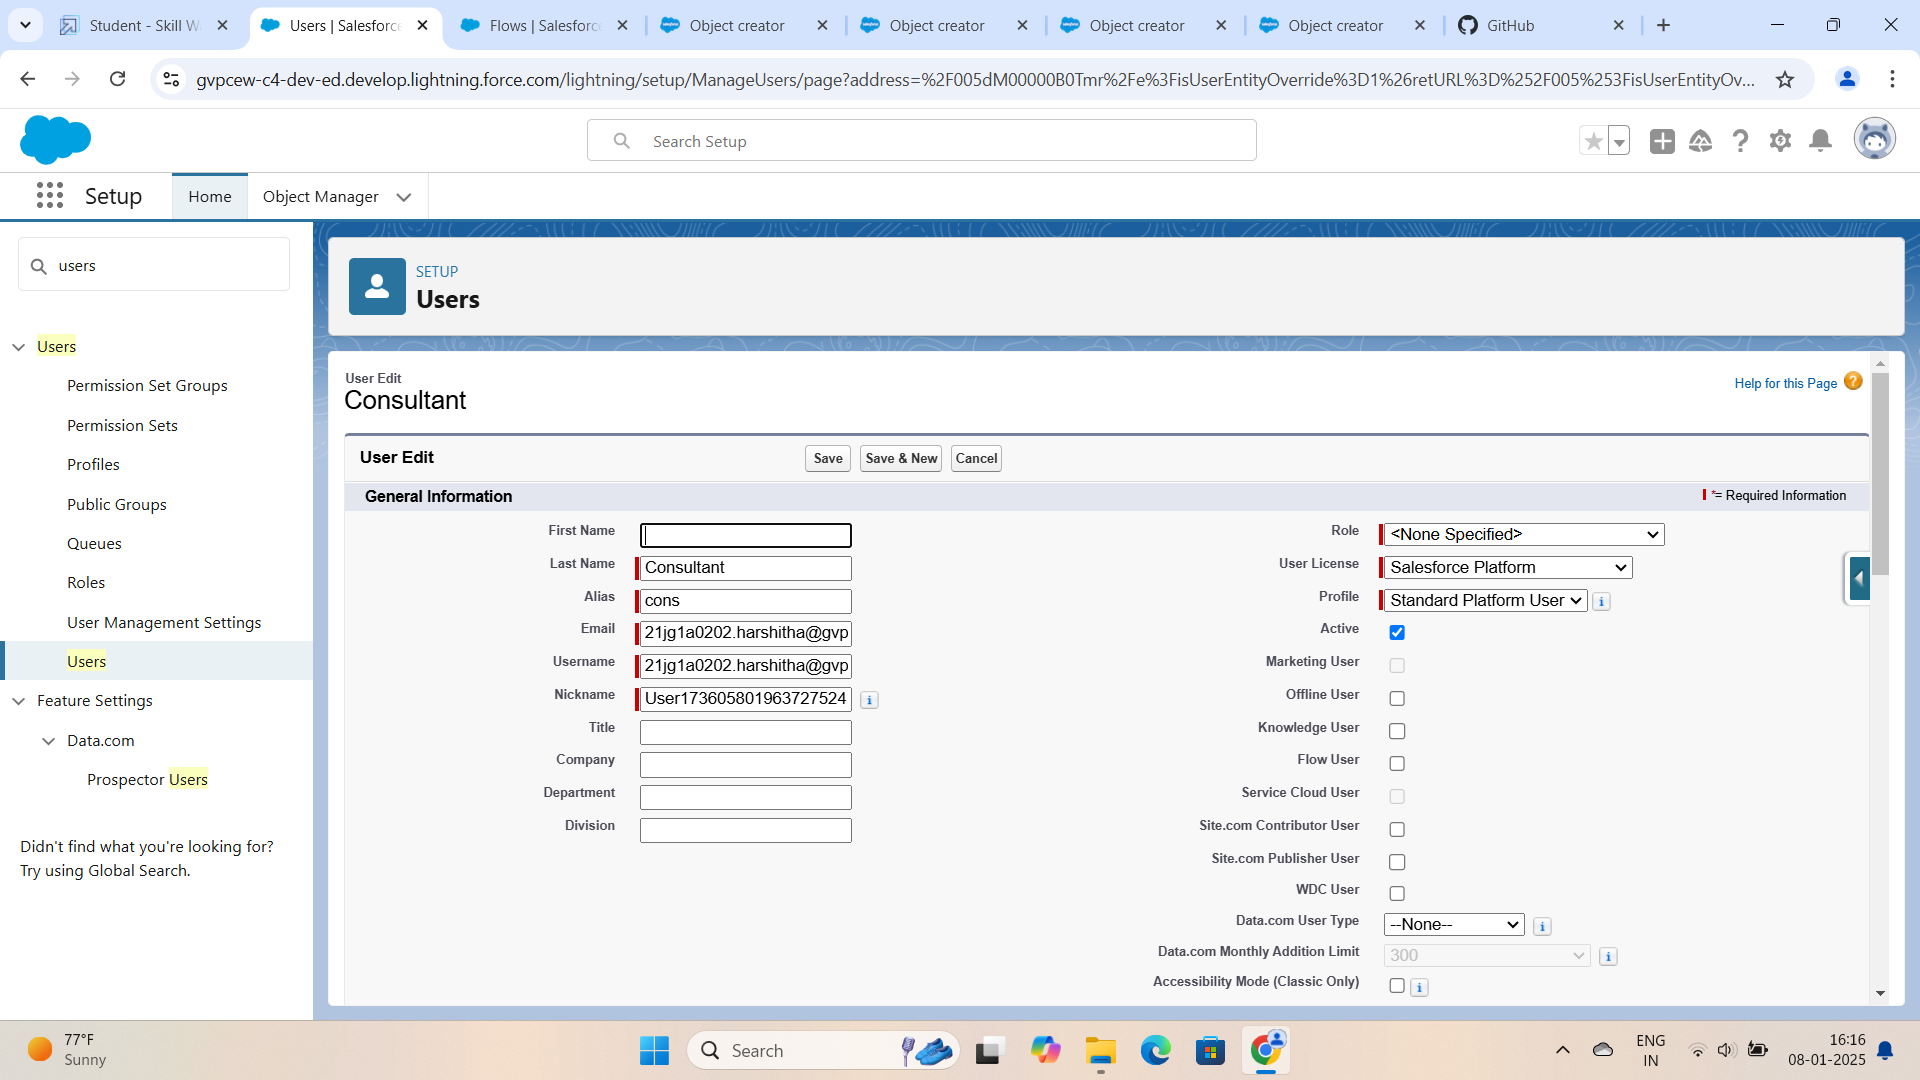 Student - Skill W
Users | Salesforce
Flows | Salesforce
Object creator
Object creator
Object creator
Object creator
GitHub
gvpcew-c4-dev-ed.develop.lightning.force.com/lightning/setup/ManageUsers/page?address=%2F005dM00000B0Tmr%2Fe%3FisUserEntityOverride%3D1%26retURL%3D%252F005%253FisUserEntityOv...
Search Setup
Setup
Home
Object Manager
users
SETUP
Users
Users
Permission Set Groups
Permission Sets
Profiles
Public Groups
Queues
Roles
User Management Settings
Users
Feature Settings
Data.com
Prospector Users
Didn't find what you're looking for?
Try using Global Search.
User Edit
Consultant
Help for this Page
User Edit
Save
Save & New
Cancel
General Information
*= Required Information
First Name
Last Name Consultant
Alias cons
Email 21jg1a0202.harshitha@gvp
Username 21jg1a0202.harshitha@gvp
Nickname User173605801963727524
Title
Company
Department
Division
Role <None Specified>
User License Salesforce Platform
Profile Standard Platform User
Active
Marketing User
Offline User
Knowledge User
Flow User
Service Cloud User
Site.com Contributor User
Site.com Publisher User
WDC User
Data.com User Type --None--
Data.com Monthly Addition Limit 300
Accessibility Mode (Classic Only)
77°F
Sunny
Search
ENG
IN
16:16
08-01-2025